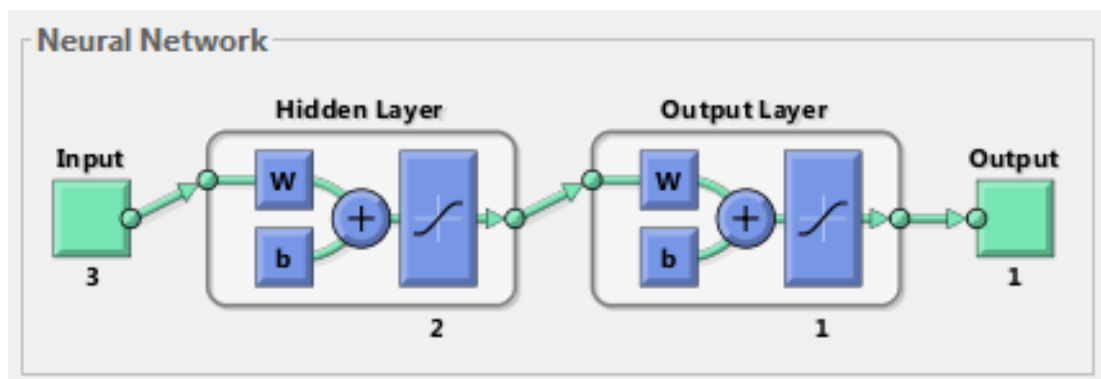 Neural Network
Hidden Layer
Output Layer
Input
Output
W
W
+
+
b
b
3
1
2
1